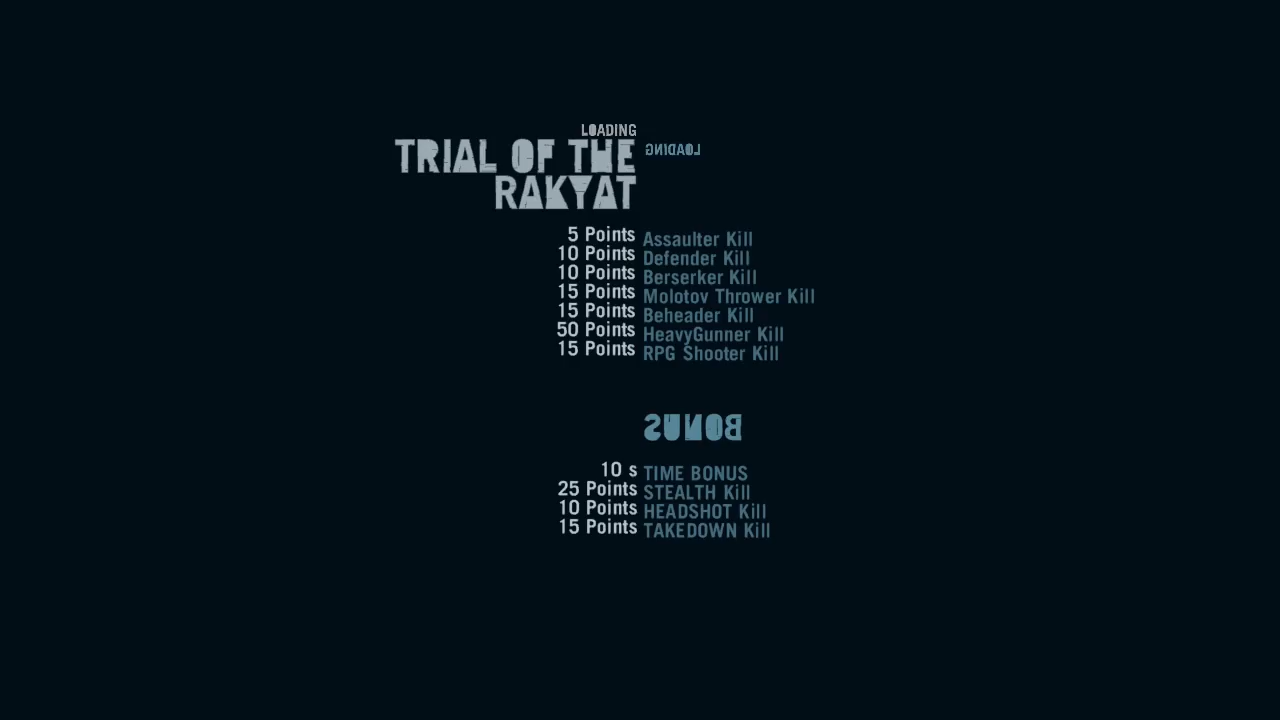 LOADING
TRIAL OF THE
LOADING
RAKYAT
5 Points Assaulter Kill
10 Points Defender Kill
10 Points Berserker Kill
15 Points Molotov Thrower Kill
15 Points Beheader Kill
50 Points HeavyGunner Kill
15 Points RPG Shooter Kill
BONUS
10 s TIME BONUS
25 Points STEALTH Kill
10 Points HEADSHOT Kill
15 Points TAKEDOWN Kill